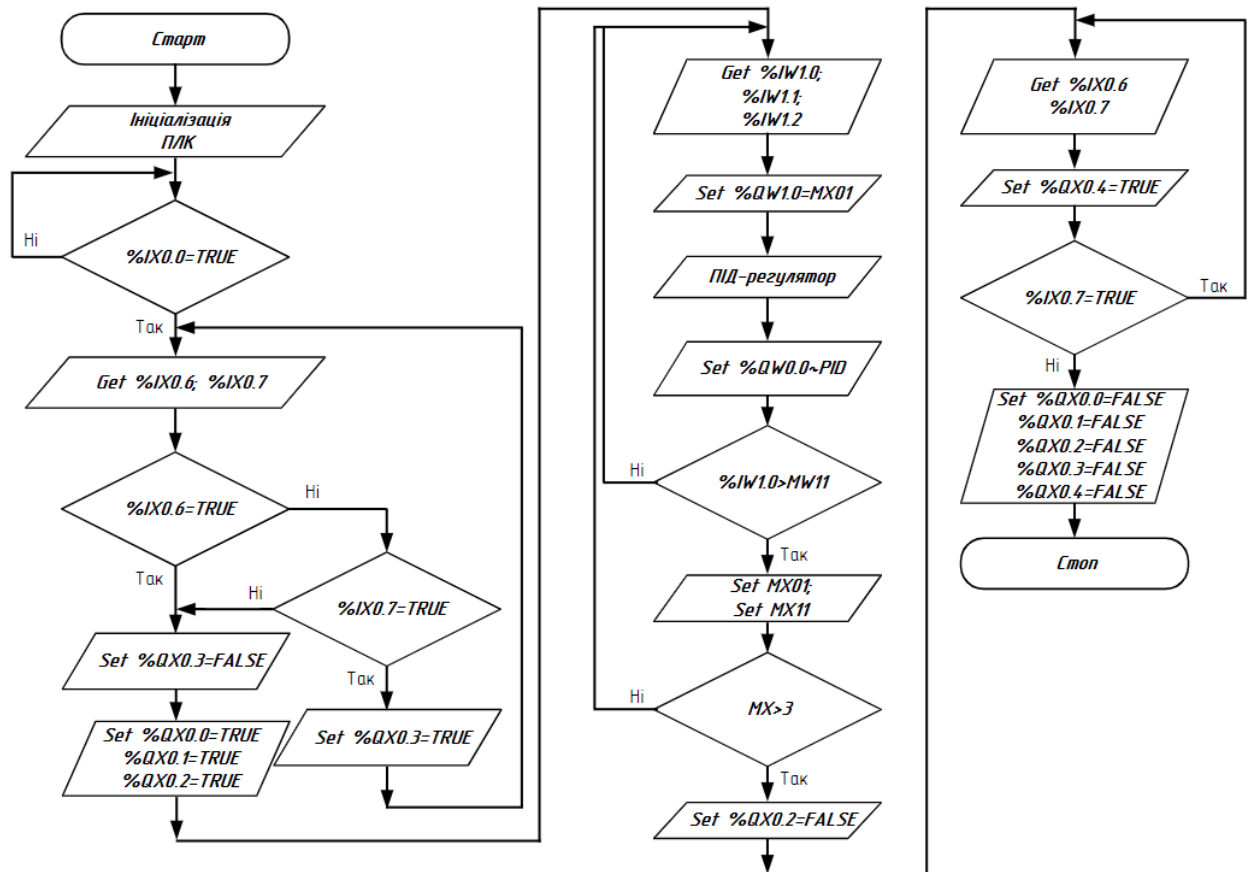 Старт
Ініціалізація
ПЛК
Ні
%IX0.0=TRUE
Так
Get %IX0.6; %IX0.7
%IX0.6=TRUE
Ні
Так
Ні
%IX0.7=TRUE
Set %QX0.3=FALSE
Так
Set %QX0.0=TRUE
%QX0.1=TRUE
%QX0.2=TRUE
Set %QX0.3=TRUE
Get %IW1.0;
%IW1.1;
%IW1.2
Set %QW1.0=MX01
ПІД-регулятор
Set %QW0.0~PID
Ні
%IW1.0>MW11
Так
Set MX01;
Set MX11
Ні
MX>3
Так
Set %QX0.2=FALSE
Get %IX0.6
%IX0.7
Set %QX0.4=TRUE
%IX0.7=TRUE
Так
Ні
Set %QX0.0=FALSE
%QX0.1=FALSE
%QX0.2=FALSE
%QX0.3=FALSE
%QX0.4=FALSE
Стоп